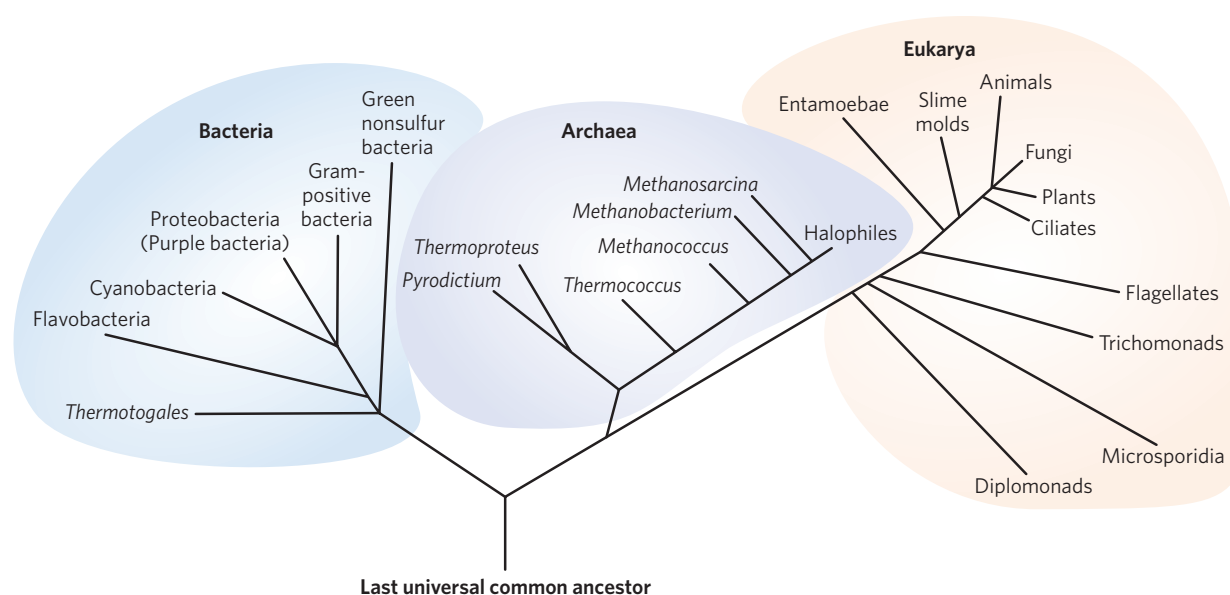 Bacteria
Green
nonsulfur
bacteria
Gram-
positive
bacteria
Proteobacteria
(Purple bacteria)
Cyanobacteria
Flavobacteria
Thermotogales
Archaea
Methanosarcina
Methanobacterium
Halophiles
Methanococcus
Thermoproteus
Pyrodictium
Thermococcus
Eukarya
Animals
Slime
molds
Entamoebae
Fungi
Plants
Ciliates
Flagellates
Trichomonads
Microsporidia
Diplomonads
Last universal common ancestor